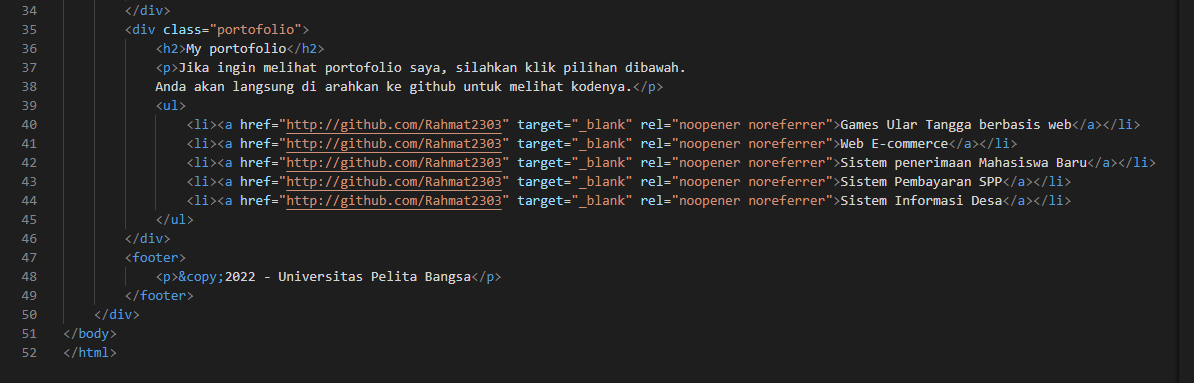 34 </div>
35 <div class="portofolio">
36 <h2>My portofolio</h2>
37 <p>Jika ingin melihat portofolio saya, silahkan klik pilihan dibawah.
38 Anda akan langsung di arahkan ke github untuk melihat kodenya.</p>
39 <ul>
40 <li><a href="http://github.com/Rahmat2303" target="_blank" rel="noopener noreferrer">Games Ular Tangga berbasis web</a></li>
41 <li><a href="http://github.com/Rahmat2303" target="_blank" rel="noopener noreferrer">Web E-commerce</a></li>
42 <li><a href="http://github.com/Rahmat2303" target="_blank" rel="noopener noreferrer">Sistem penerimaan Mahasiswa Baru</a></li>
43 <li><a href="http://github.com/Rahmat2303" target="_blank" rel="noopener noreferrer">Sistem Pembayaran SPP</a></li>
44 <li><a href="http://github.com/Rahmat2303" target="_blank" rel="noopener noreferrer">Sistem Informasi Desa</a></li>
45 </ul>
46 </div>
47 <footer>
48 <p>&copy;2022 - Universitas Pelita Bangsa</p>
49 </footer>
50 </div>
51 </body>
52 </html>